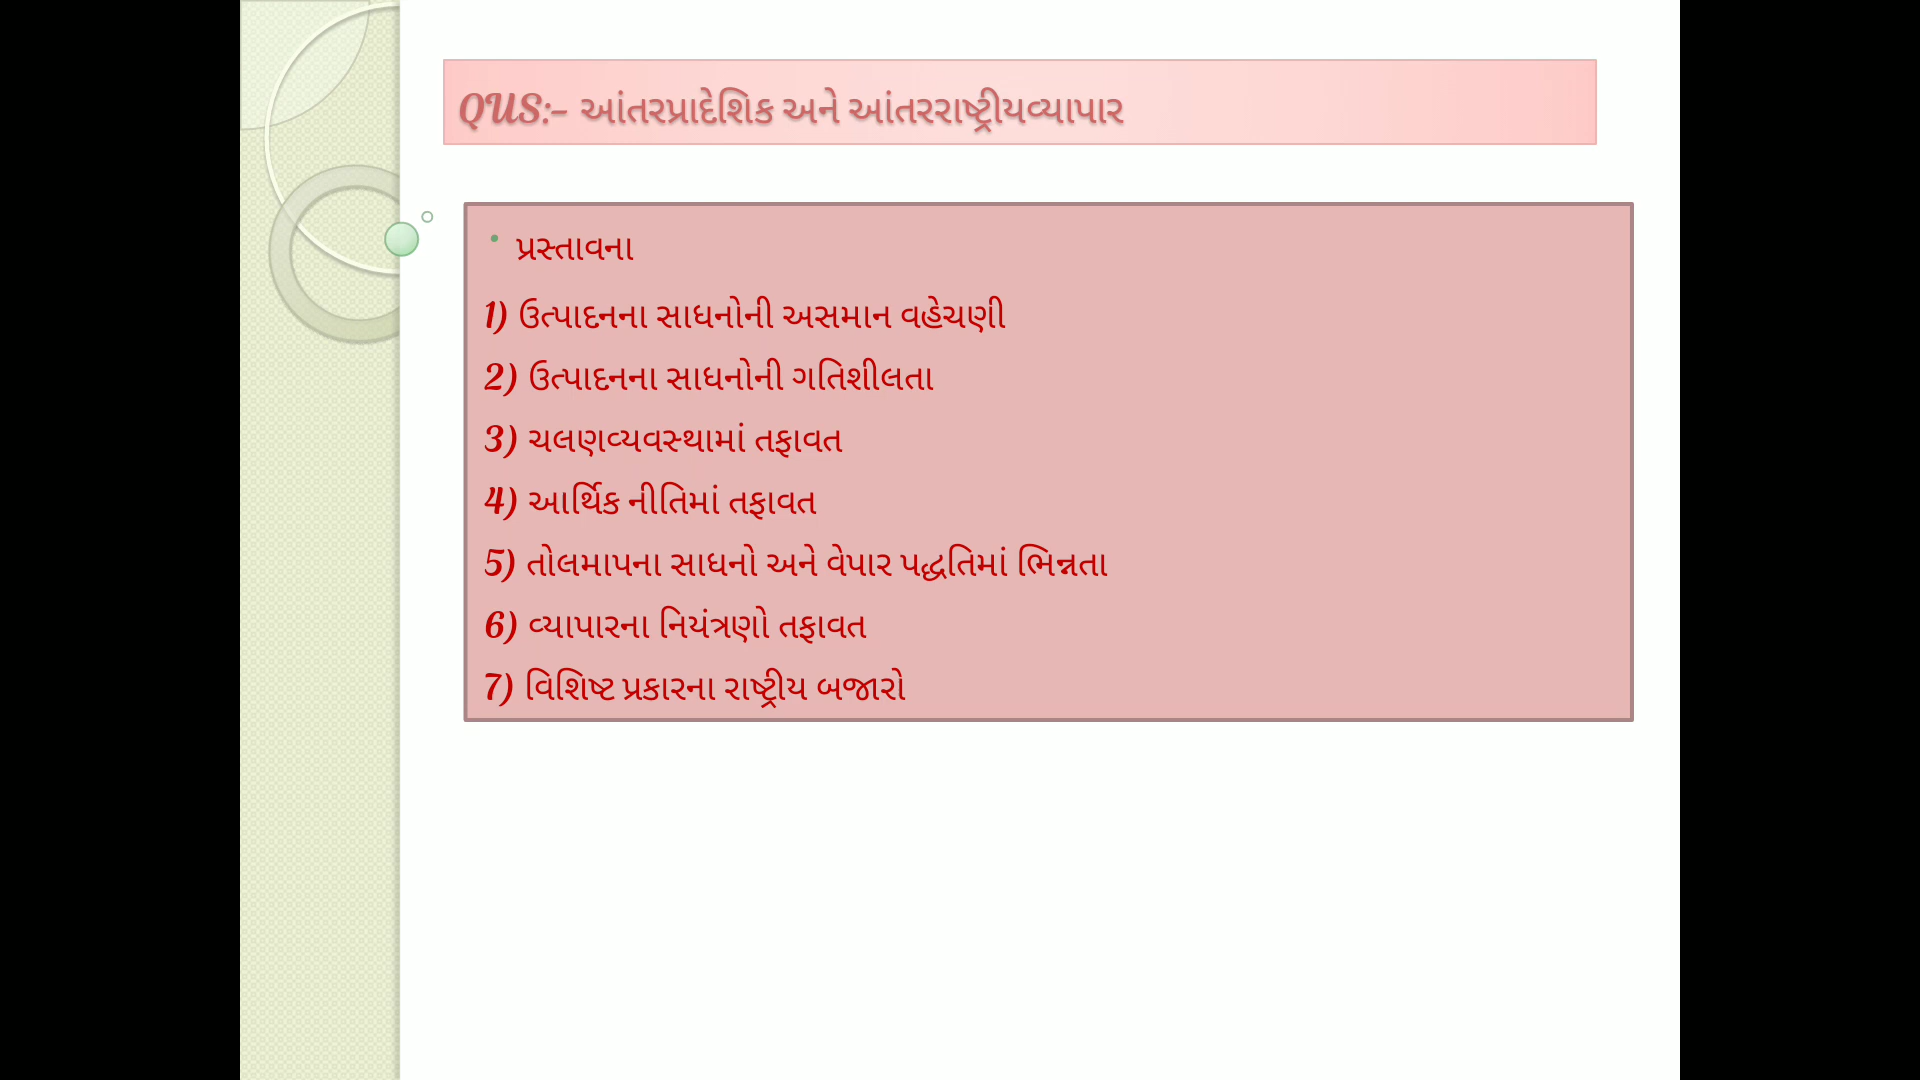 QUS:- આંતરપ્રાદેશિક અને આંતરરાષ્ટ્રીયવ્યાપાર
• પ્રસ્તાવના
1) ઉત્પાદનના સાધનોની અસમાન વહેચણી
2) ઉત્પાદનના સાધનોની ગતિશીલતા
3) ચલણવ્યવસ્થામાં તફાવત
4) આર્થિક નીતિમાં તફાવત
5) તોલમાપના સાધનો અને વેપાર પદ્ધતિમાં ભિન્નતા
6) વ્યાપારના નિયંત્રણો તફાવત
7) વિશિષ્ટ પ્રકારના રાષ્ટ્રીય બજારો